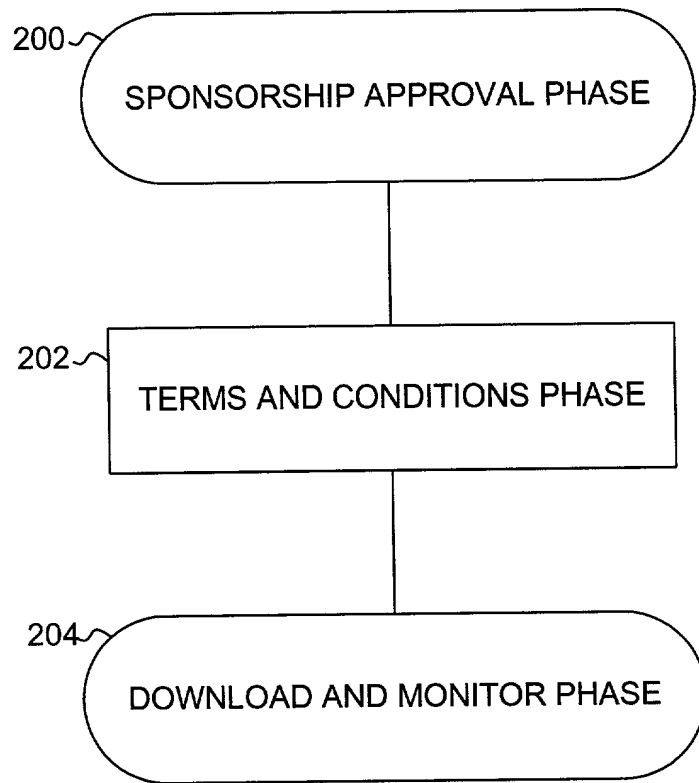 200
SPONSORSHIP APPROVAL PHASE
202
TERMS AND CONDITIONS PHASE
204
DOWNLOAD AND MONITOR PHASE